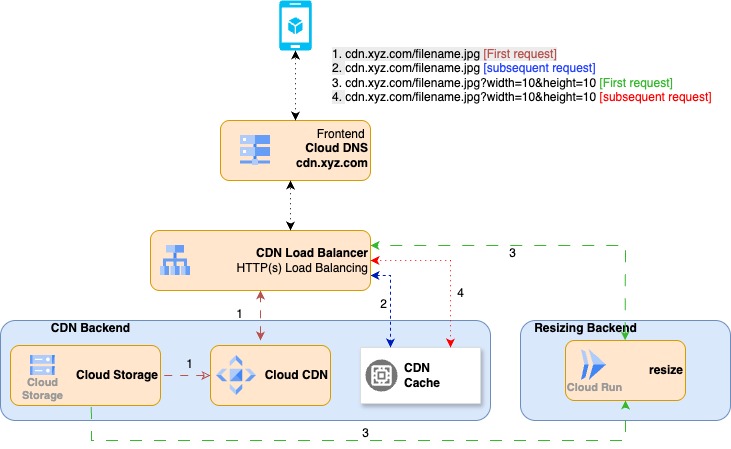 1. cdn.xyz.com/filename.jpg [First request]
2. cdn.xyz.com/filename.jpg [subsequent request]
3. cdn.xyz.com/filename.jpg?width=10&height=10 [First request]
4. cdn.xyz.com/filename.jpg?width=10&height=10 [subsequent request]
Frontend
Cloud DNS
cdn.xyz.com
CDN Load Balancer
HTTP(s) Load Balancing
3
1
2
4
CDN Backend
Resizing Backend
Cloud Storage
Cloud
Storage
1
Cloud CDN
CDN
Cache
resize
Cloud Run
3